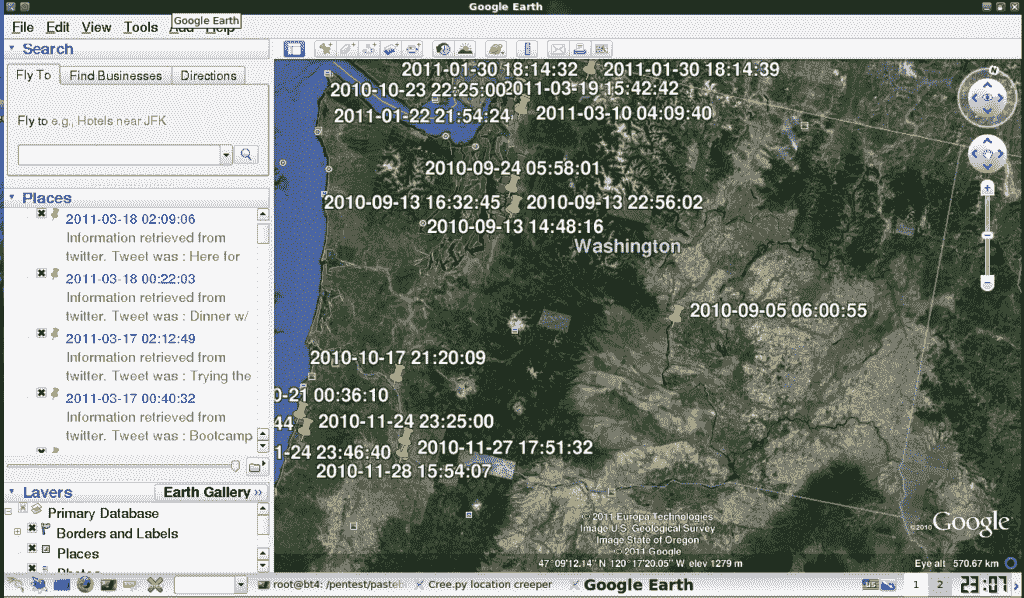 Google Earth
File Edit View Tools Add Help
Google Earth
Search
Fly To Find Businesses Directions
Fly to e.g., Hotels near JFK
Places
2011-03-18 02:09:06
Information retrieved from
twitter. Tweet was : Here for
2011-03-18 00:22:03
Information retrieved from
twitter. Tweet was : Dinner w/
2011-03-17 02:12:49
Information retrieved from
twitter. Tweet was : Trying the
2011-03-17 00:40:32
Information retrieved from
twitter. Tweet was : Bootcamp
Layers Earth Gallery »
Primary Database
Borders and Labels
Places
2011-01-30 18:14:32 2011-01-30 18:14:39
2010-10-23 22:25:00 2011-03-19 15:42:42
2011-01-22 21:54:24 2011-03-10 04:09:40
2010-09-24 05:58:01
2010-09-13 16:32:45 2010-09-13 22:56:02
2010-09-13 14:48:16
Washington
2010-09-05 06:00:55
2010-10-17 21:20:09
0-21 00:36:10
44 2010-11-24 23:25:00
1-24 23:46:40 2010-11-27 17:51:32
2010-11-28 15:54:07
N
© 2011 Europa Technologies
Image U.S. Geological Survey
Image State of Oregon
© 2011 Google
©2010 Google
47°09'12.14" N 120°17'20.05" W elev 1279 m Eye alt 570.67 km
root@bt4: /pentest/paste Cree.py location creepper Google Earth US 1 2 23:07